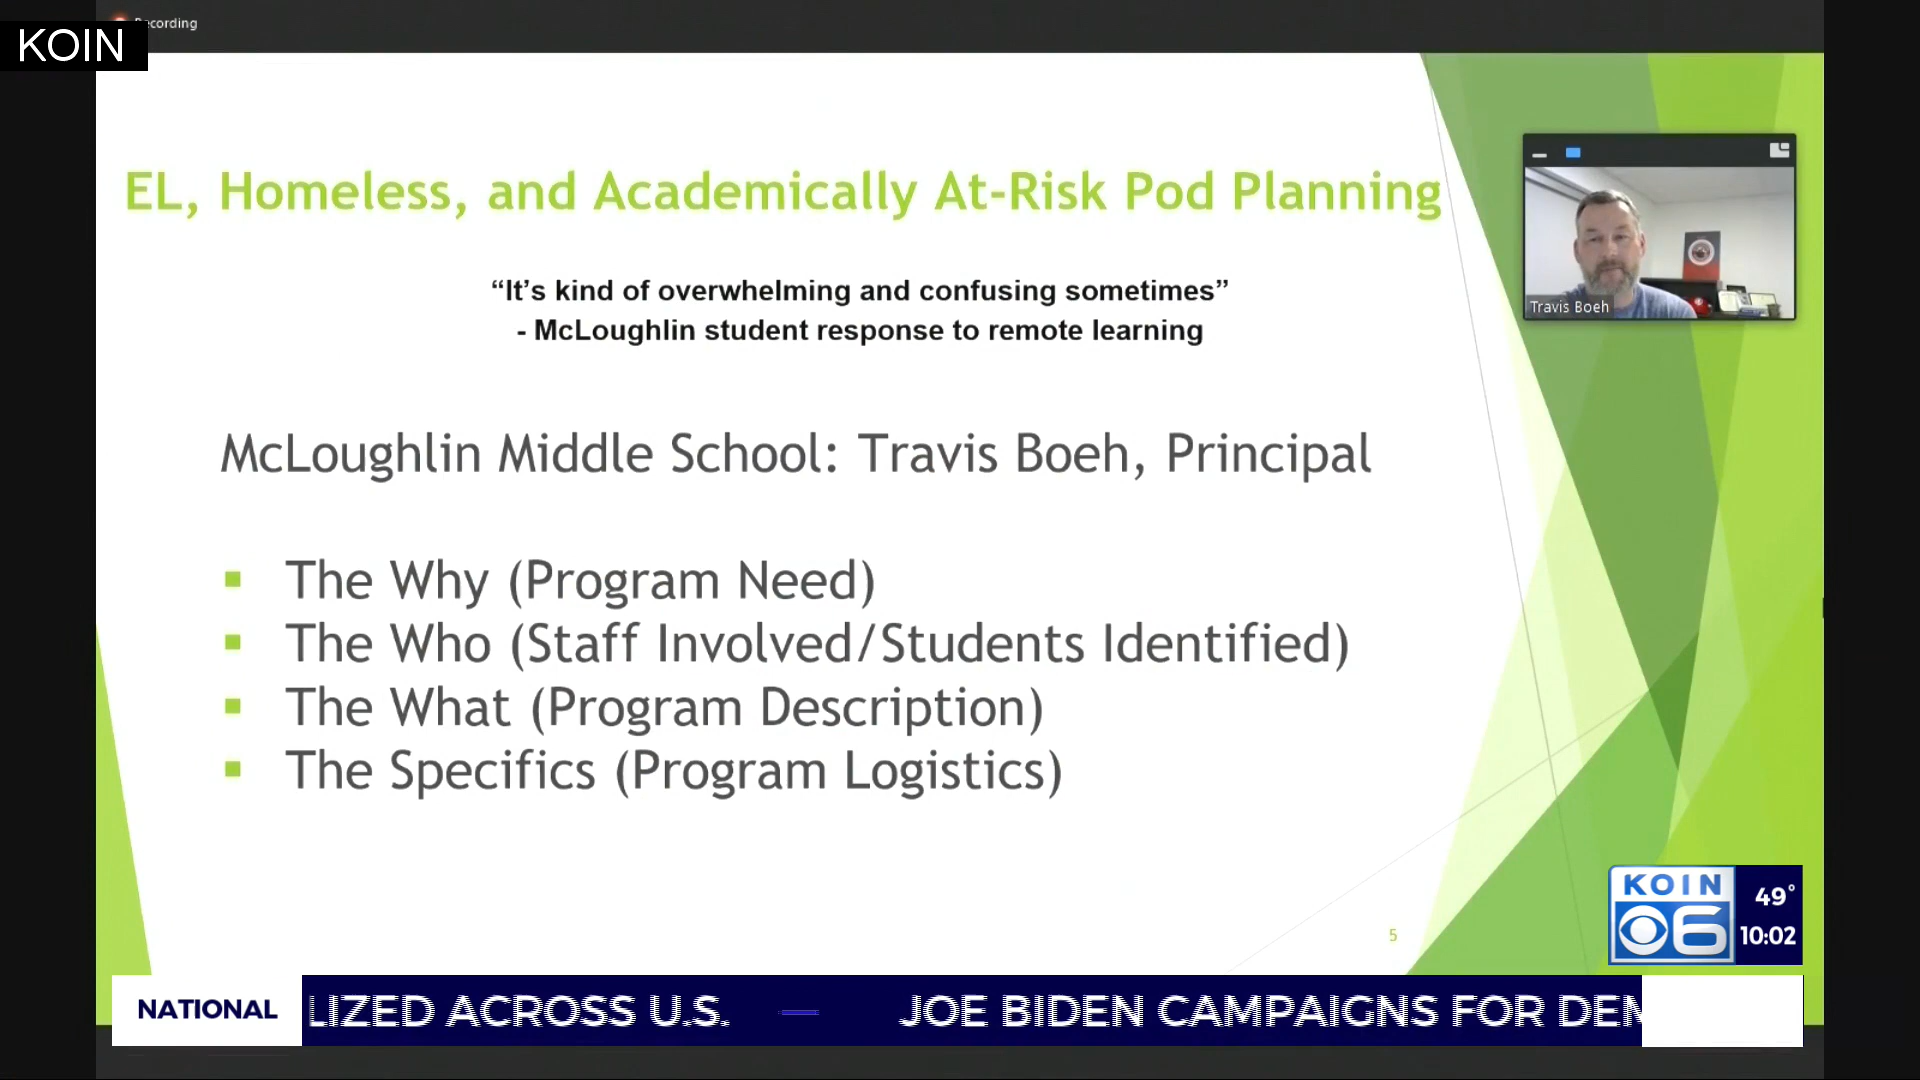 Recording
KOIN
EL, Homeless, and Academically At-Risk Pod Planning
“It’s kind of overwhelming and confusing sometimes”
- McLoughlin student response to remote learning
Travis Boeh
McLoughlin Middle School: Travis Boeh, Principal
The Why (Program Need)
The Who (Staff Involved/Students Identified)
The What (Program Description)
The Specifics (Program Logistics)
5
KOIN
6
49°
10:02
NATIONAL
LIZED ACROSS U.S. — JOE BIDEN CAMPAIGNS FOR DEM